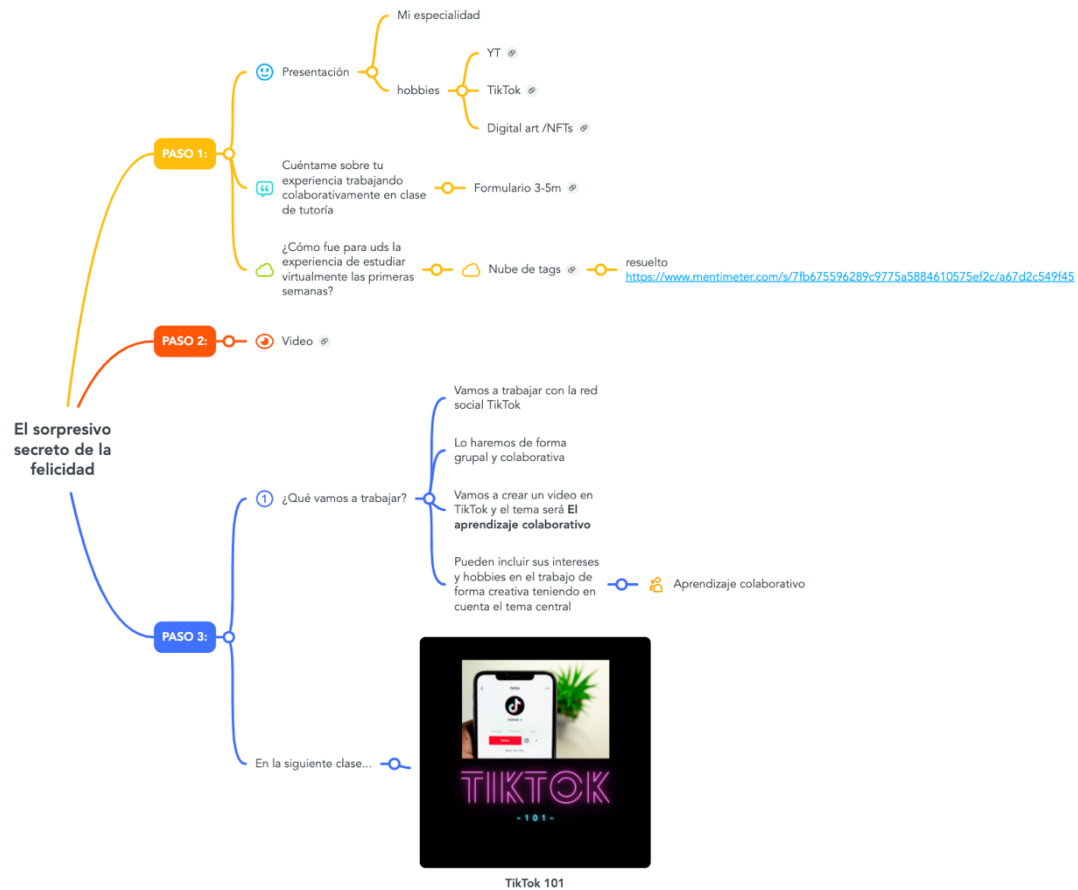 Mi especialidad
Presentación
hobbies
YT
TikTok
Digital art /NFTs
PASO 1:
Cuéntame sobre tu
experiencia trabajando
colaborativamente en clase
de tutoría
Formulario 3-5m
¿Cómo fue para uds la
experiencia de estudiar
virtualmente las primeras
semanas?
Nube de tags
resuelto
https://www.mentimeter.com/s/7fb675596289c9775a5884610575ef2c/a67d2c549f45
PASO 2:
Video
El sorpresivo
secreto de la
felicidad
PASO 3:
¿Qué vamos a trabajar?
Vamos a trabajar con la red
social TikTok
Lo haremos de forma
grupal y colaborativa
Vamos a crear un video en
TikTok y el tema será El
aprendizaje colaborativo
Pueden incluir sus intereses
y hobbies en el trabajo de
forma creativa teniendo en
cuenta el tema central
Aprendizaje colaborativo
En la siguiente clase...
TIKTOK
-101-
TikTok 101